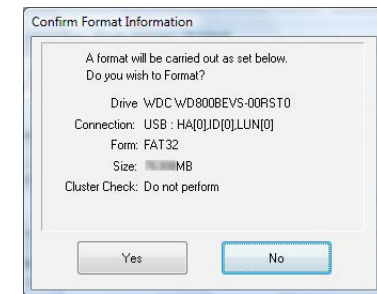 Confirm Format Information
A format will be carried out as set below.
Do you wish to Format?
Drive WDC WD800BEVS-00RST0
Connection: USB : HA[0],ID[0],LUN[0]
Form: FAT32
Size: MB
Cluster Check: Do not perform
Yes No